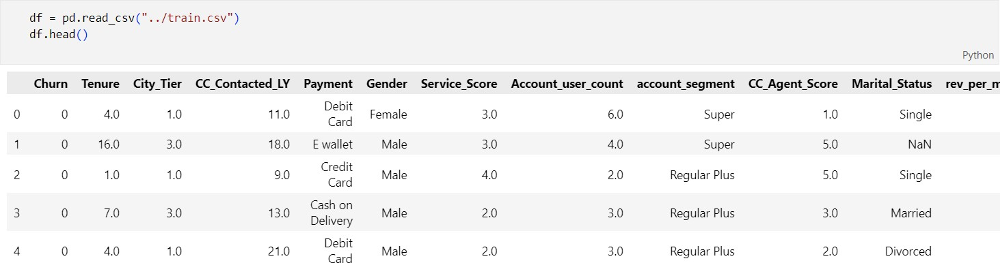 df = pd.read_csv("../train.csv")
df.head()
Python
Churn Tenure City_Tier CC_Contacted_LY Payment Gender Service_Score Account_user_count account_segment CC_Agent_Score Marital_Status rev_per_m
0 0 4.0 1.0 11.0 Debit Card Female 3.0 6.0 Super 1.0 Single
1 0 16.0 3.0 18.0 E wallet Male 3.0 4.0 Super 5.0 NaN
2 0 1.0 1.0 9.0 Credit Card Male 4.0 2.0 Regular Plus 5.0 Single
3 0 7.0 3.0 13.0 Cash on Delivery Male 2.0 3.0 Regular Plus 3.0 Married
4 0 4.0 1.0 21.0 Debit Card Male 2.0 3.0 Regular Plus 2.0 Divorced